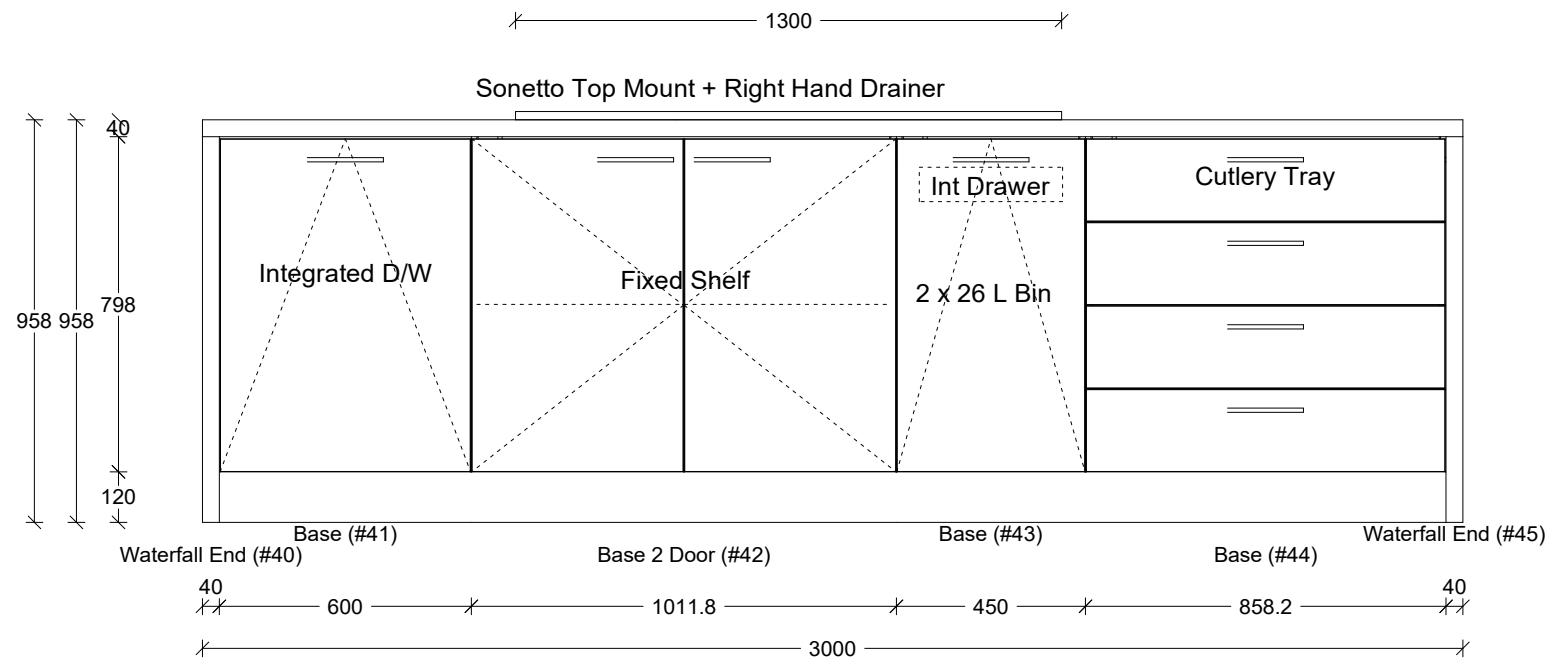 1300
Sonetto Top Mount + Right Hand Drainer
40
Int Drawer
Cutlery Tray
Integrated D/W
Fixed Shelf
2 x 26 L Bin
798
958
958
120
Base (#41)
Base (#43)
Waterfall End (#45)
Waterfall End (#40)
Base 2 Door (#42)
Base (#44)
40
40
600
1011.8
450
858.2
3000